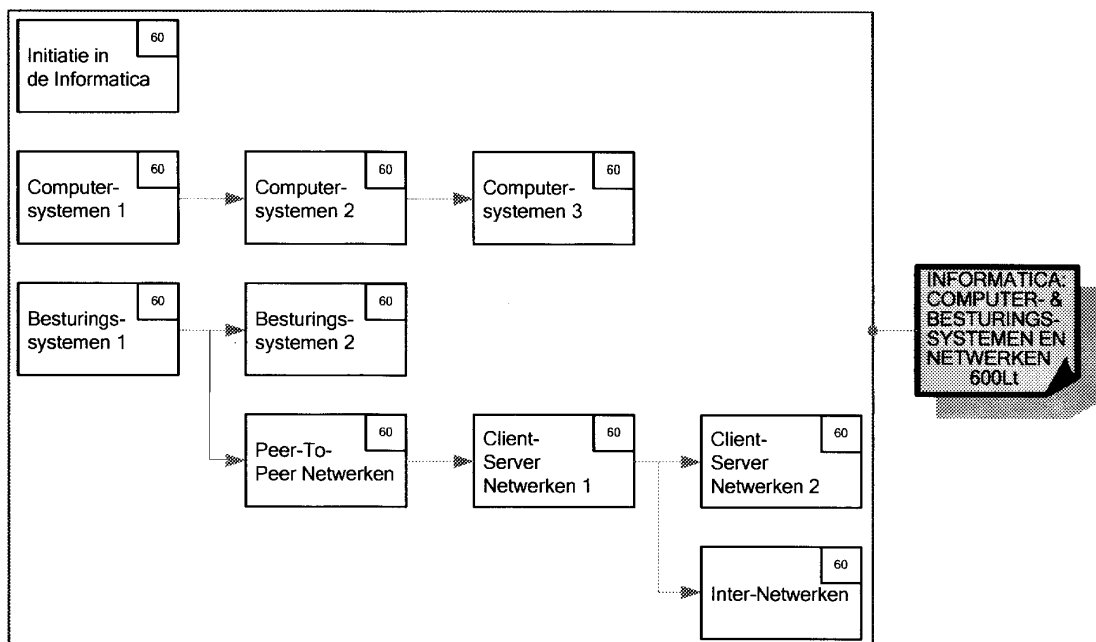 60
Initiatie in
de Informatica
60
Computer-
systemen 1
60
Computer-
systemen 2
60
Computer-
systemen 3
60
Besturings-
systemen 1
60
Besturings-
systemen 2
60
Peer-To-
Peer Netwerken
60
Client-
Server
Netwerken 1
60
Client-
Server
Netwerken 2
60
Inter-Netwerken
INFORMATICA:
COMPUTER- &
BESTURINGS-
SYSTEMEN EN
NETWERKEN
600Lt